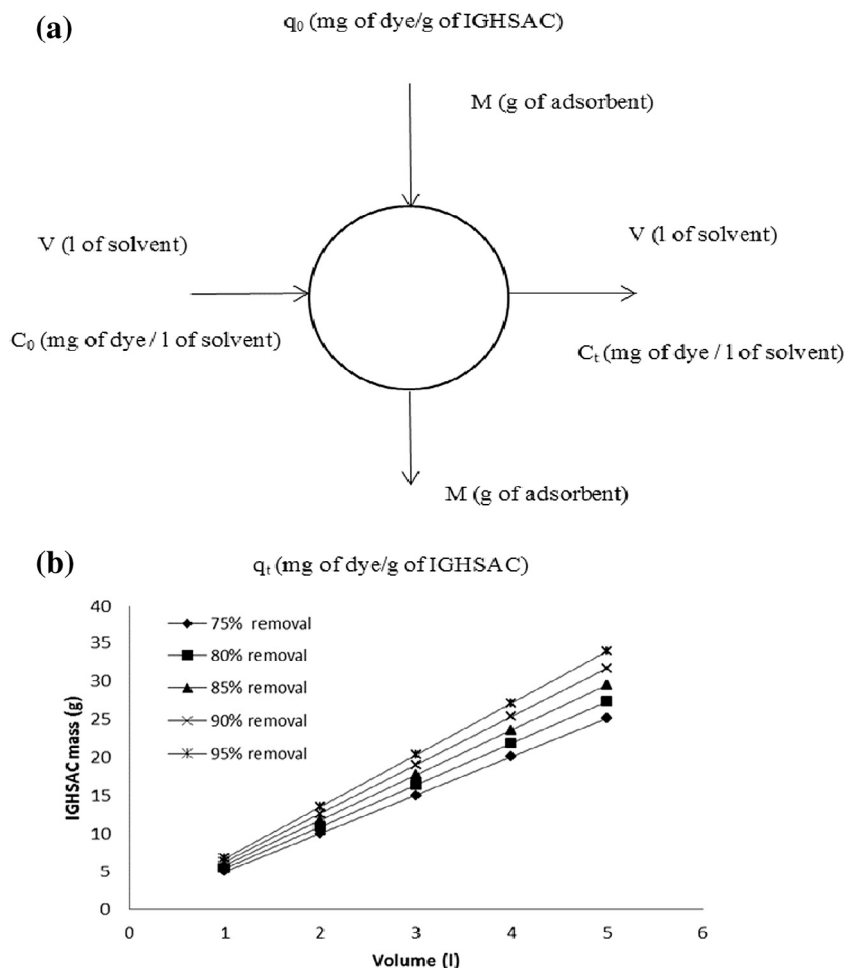 (a)
q₀ (mg of dye/g of IGHSAC)
M (g of adsorbent)
V (l of solvent)
V (l of solvent)
C₀ (mg of dye / l of solvent)
Cₜ (mg of dye / l of solvent)
M (g of adsorbent)
(b)
qₜ (mg of dye/g of IGHSAC)
75% removal
80% removal
85% removal
90% removal
95% removal
IGHSAC mass (g)
40
35
30
25
20
15
10
5
0
0 1 2 3 4 5 6
Volume (l)